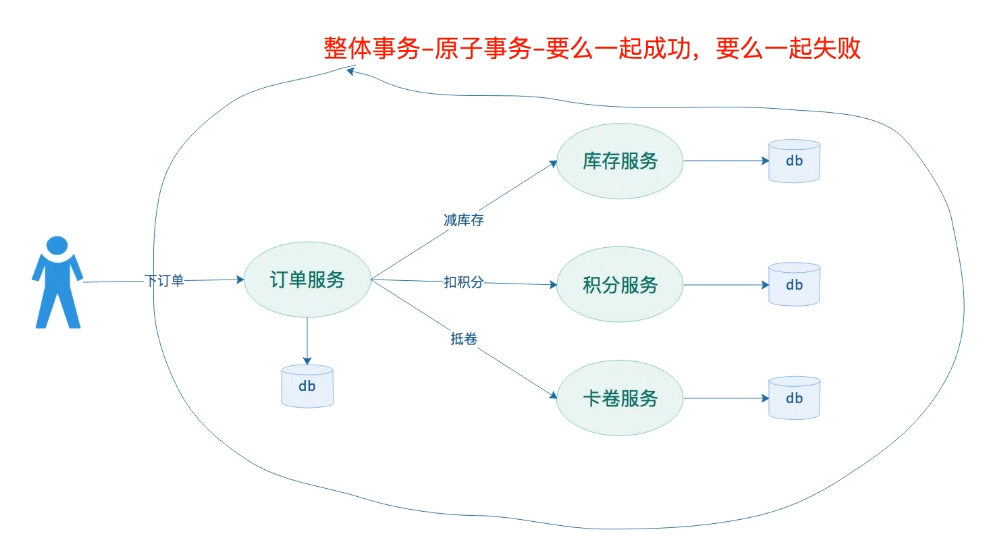 整体事务-原子事务-要么一起成功，要么一起失败
库存服务
db
减库存
下订单
订单服务
扣积分
积分服务
db
抵卷
db
卡卷服务
db